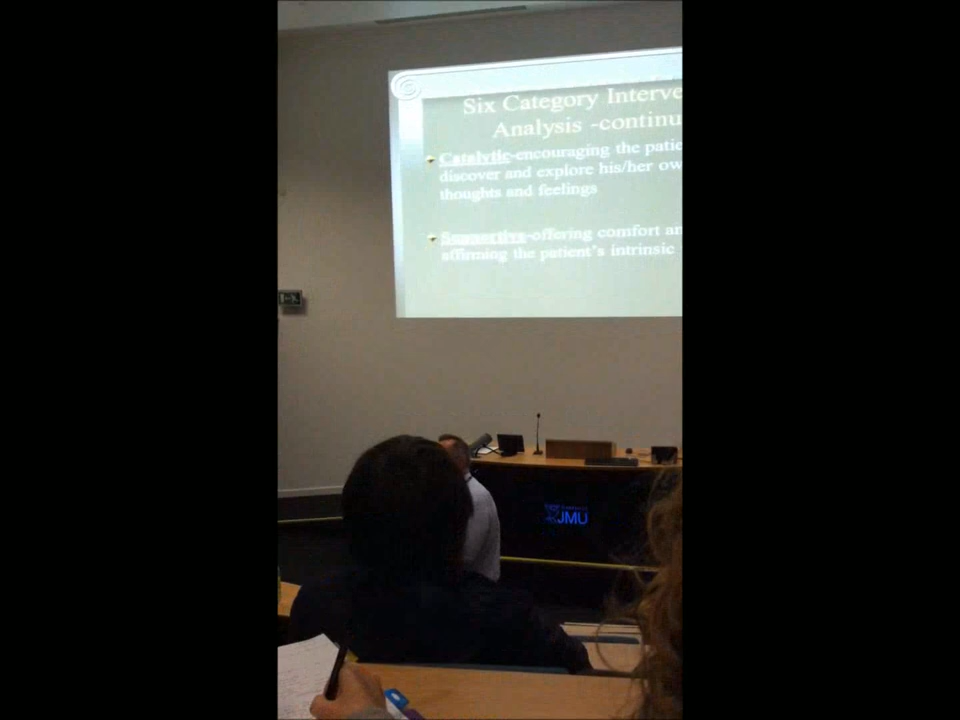 Six Category Interve
Analysis -continu
Catalytic-encouraging the patie
discover and explore his/her ow
thoughts and feelings
Supportive-offering comfort an
affirming the patient's intrinsic
JMU